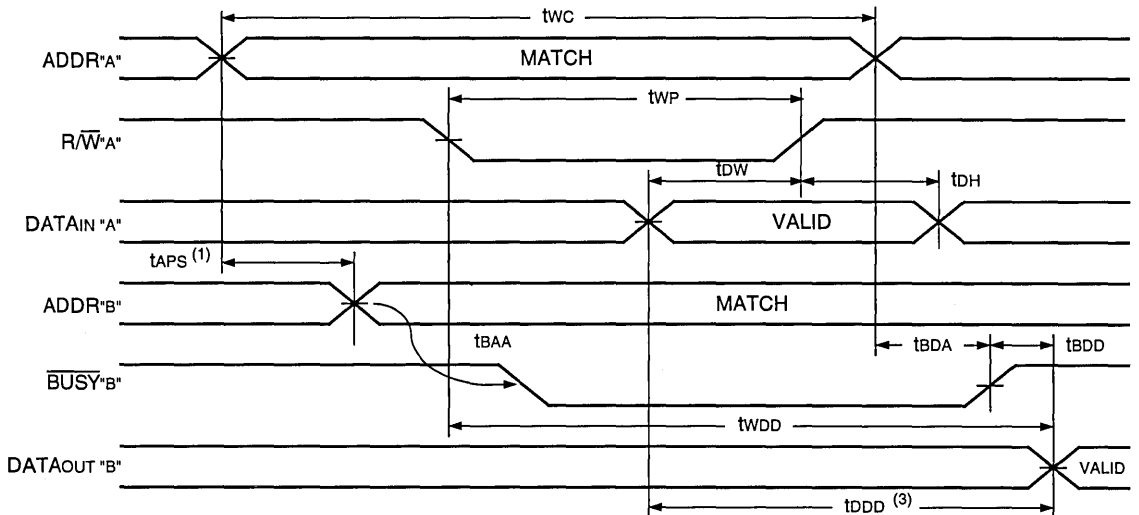 tWC
ADDR"A"
MATCH
tWP
R/W̅"A"
tDW
tDH
DATAIN "A"
VALID
tAPS (1)
ADDR"B"
MATCH
tBAA
tBDA
tBDD
B̅U̅S̅Y̅"B"
tWDD
DATAOUT "B"
VALID
tDDD (3)